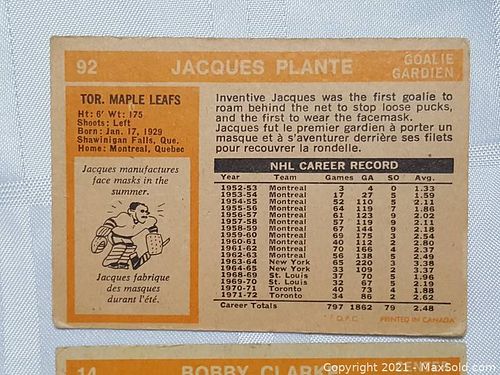 92 JACQUES PLANTE GOALIE
GARDIEN
TOR. MAPLE LEAFS
Ht: 6' Wt: 175
Shoots: Left
Born: Jan. 17, 1929
Shawinigan Falls, Que.
Home: Montreal, Quebec
Jacques manufactures
face masks in the
summer.
Jacques fabrique
des masques
durant l'été.
Inventive Jacques was the first goalie to
roam behind the net to stop loose pucks,
and the first to wear the facemask.
Jacques fut le premier gardien à porter un
masque et à s'aventurer derrière ses filets
pour recouvrer la rondelle.
NHL CAREER RECORD
Year Team Games GA SO Avg.
1952-53 Montreal 3 4 0 1.33
1953-54 Montreal 17 27 5 1.59
1954-55 Montreal 52 110 5 2.11
1955-56 Montreal 64 119 7 1.86
1956-57 Montreal 61 123 9 2.02
1957-58 Montreal 57 119 9 2.11
1958-59 Montreal 67 144 9 2.18
1959-60 Montreal 69 175 3 2.54
1960-61 Montreal 40 112 2 2.80
1961-62 Montreal 70 166 4 2.37
1962-63 Montreal 56 138 5 2.49
1963-64 New York 65 220 3 3.38
1964-65 New York 33 109 2 3.37
1968-69 St. Louis 37 70 5 1.96
1969-70 St. Louis 32 67 5 2.19
1970-71 Toronto 40 73 4 1.88
1971-72 Toronto 34 86 2 2.62
Career Totals 797 1862 79 2.48
PRINTED IN CANADA
14 BOBBY CLARKE CENTER
Copyright 2021 - MaxSold.com